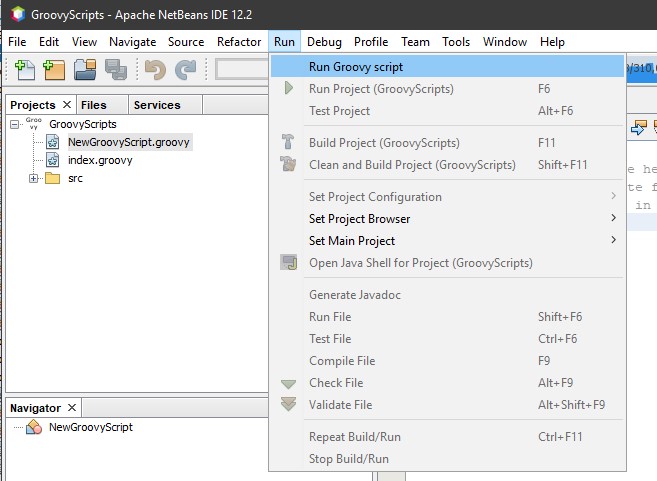 GroovyScripts - Apache NetBeans IDE 12.2
File Edit View Navigate Source Refactor Run Debug Profile Team Tools Window Help
Run Groovy script
Run Project (GroovyScripts) F6
Test Project Alt+F6
Build Project (GroovyScripts) F11
Clean and Build Project (GroovyScripts) Shift+F11
Set Project Configuration
Set Project Browser
Set Main Project
Open Java Shell for Project (GroovyScripts)
Generate Javadoc
Run File Shift+F6
Test File Ctrl+F6
Compile File F9
Check File Alt+F9
Validate File Alt+Shift+F9
Repeat Build/Run Ctrl+F11
Stop Build/Run
Projects Files Services
Groo
vy
GroovyScripts
NewGroovyScript.groovy
index.groovy
src
Navigator
NewGroovyScript
in